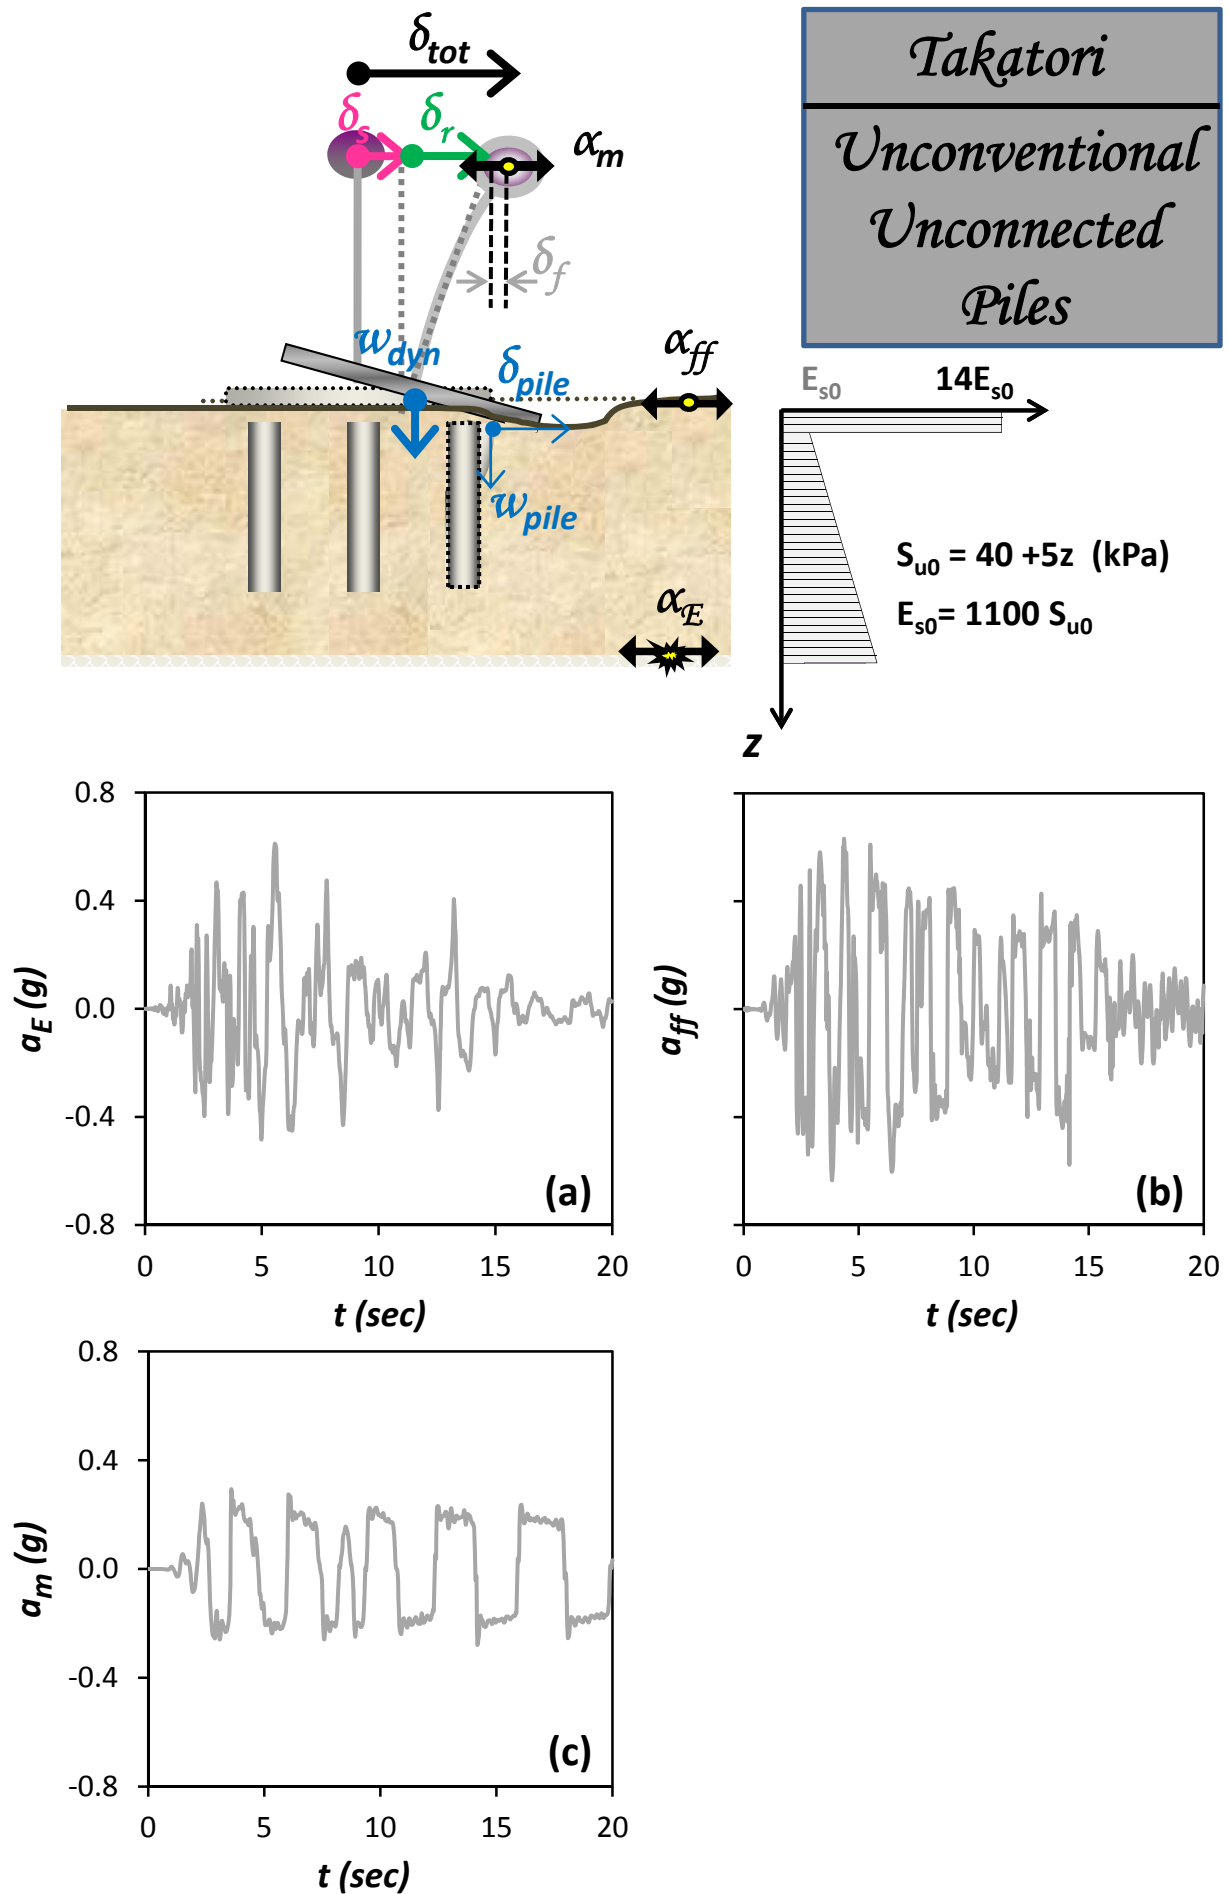 δtot
Takatori
δs
δr
αm
Unconventional
Unconnected
Piles
δf
wdyn
δpile
αff
Es0
14Es0
wpile
Su0 = 40 +5z (kPa)
Es0= 1100 Su0
αE
z
0.8
0.4
0.0
-0.4
-0.8
aE (g)
(a)
0 5 10 15 20
t (sec)
aff (g)
(b)
0 5 10 15 20
t (sec)
0.8
0.4
0.0
-0.4
-0.8
am (g)
(c)
0 5 10 15 20
t (sec)